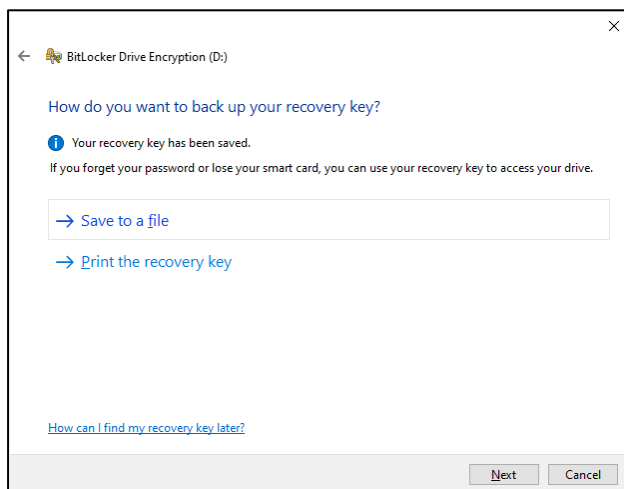 BitLocker Drive Encryption (D:)
How do you want to back up your recovery key?
Your recovery key has been saved.
If you forget your password or lose your smart card, you can use your recovery key to access your drive.
Save to a file
Print the recovery key
How can I find my recovery key later?
Next
Cancel